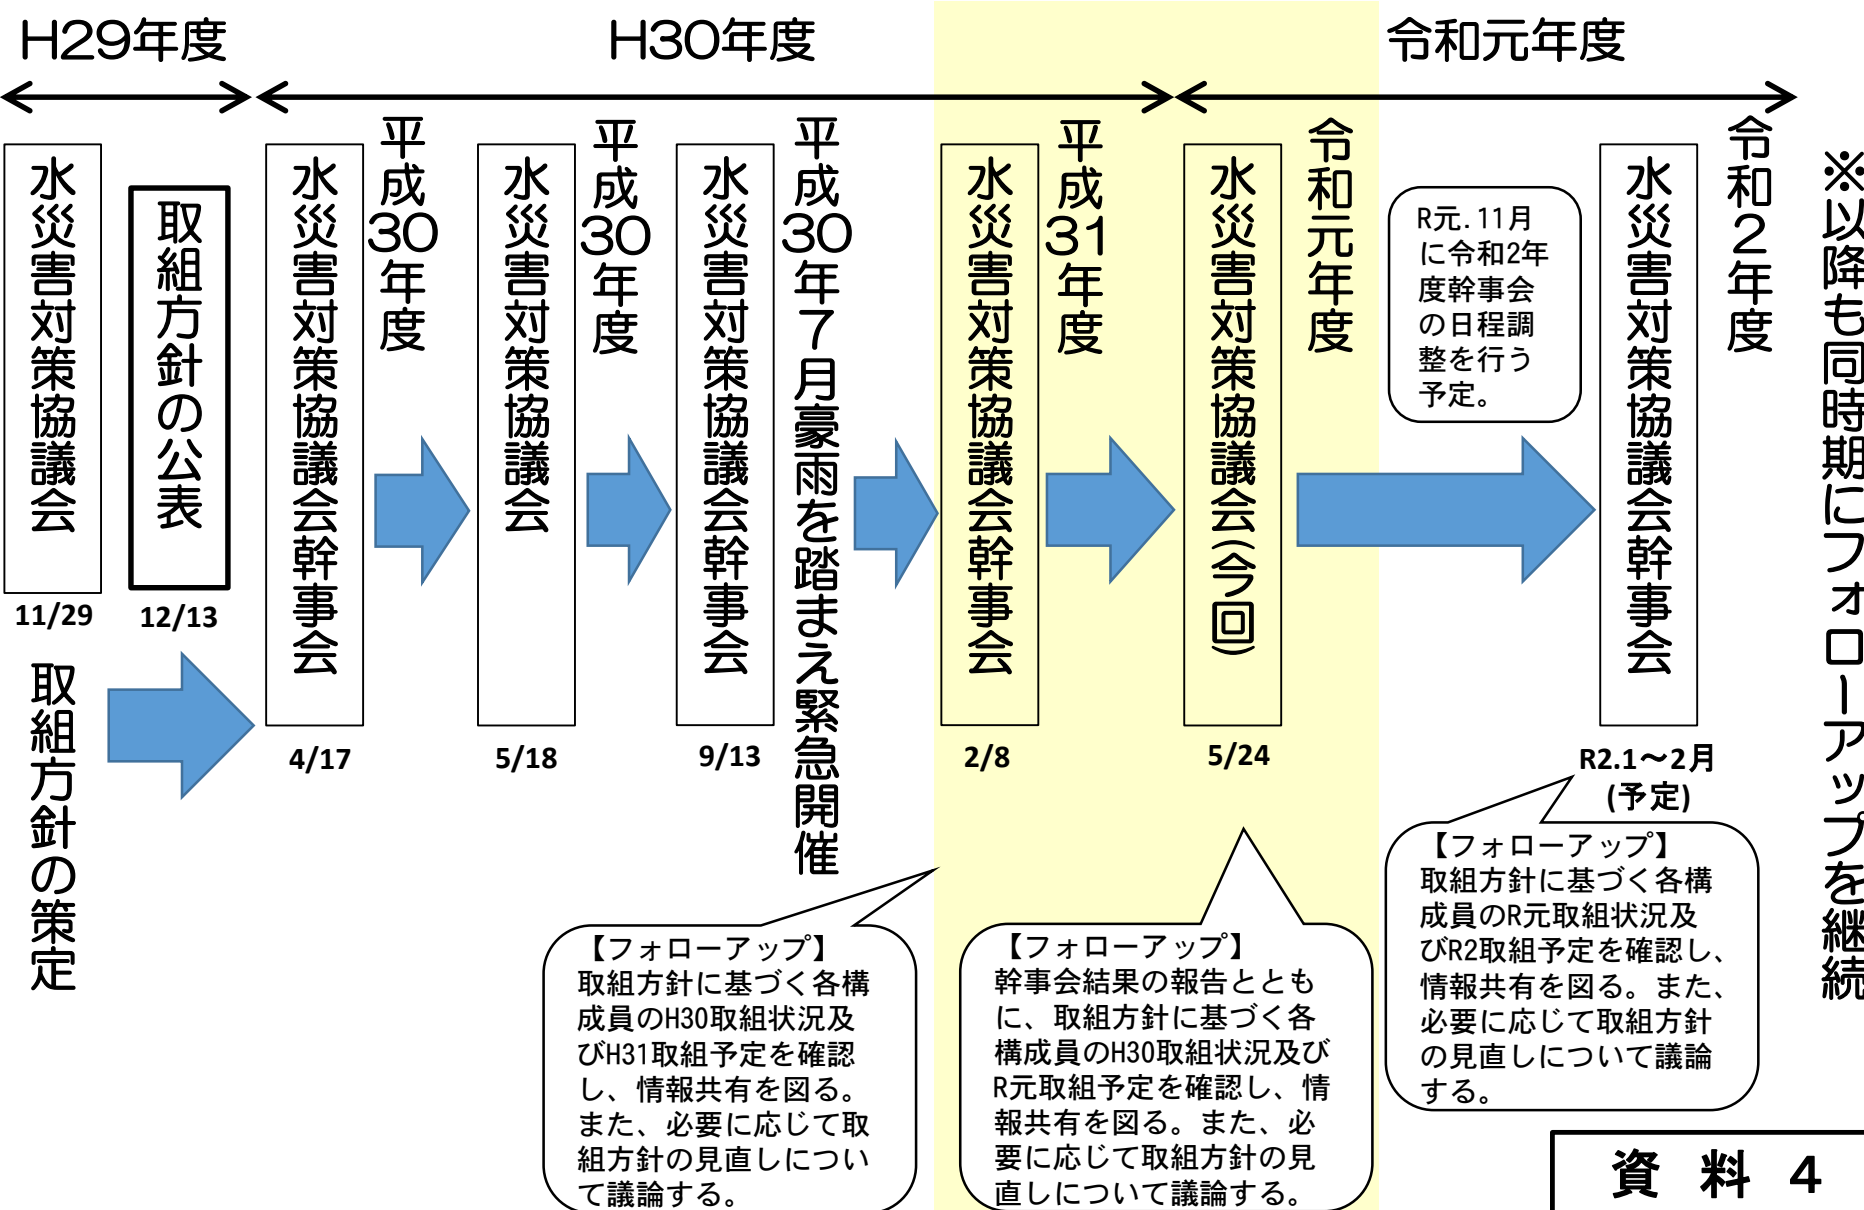 H29年度
H30年度
令和元年度
水災害対策協議会
11/29
取組方針の策定
取組方針の公表
12/13
平成30年度
水災害対策協議会幹事会
4/17
平成30年度
水災害対策協議会
5/18
平成30年7月豪雨を踏まえ緊急開催
水災害対策協議会幹事会
9/13
平成31年度
水災害対策協議会幹事会
2/8
令和元年度
水災害対策協議会(今回)
5/24
R元.11月
に令和2年
度幹事会
の日程調
整を行う
予定。
令和2年度
水災害対策協議会幹事会
R2.1~2月
(予定)
※以降も同時期にフォローアップを継続
【フォローアップ】
取組方針に基づく各構
成員のH30取組状況及
びH31取組予定を確認
し、情報共有を図る。
また、必要に応じて取
組方針の見直しについ
て議論する。
【フォローアップ】
幹事会結果の報告ととも
に、取組方針に基づく各
構成員のH30取組状況及び
R元取組予定を確認し、情
報共有を図る。また、必
要に応じて取組方針の見
直しについて議論する。
【フォローアップ】
取組方針に基づく各構
成員のR元取組状況及
びR2取組予定を確認し、
情報共有を図る。また、
必要に応じて取組方針
の見直しについて議論
する。
資 料 4